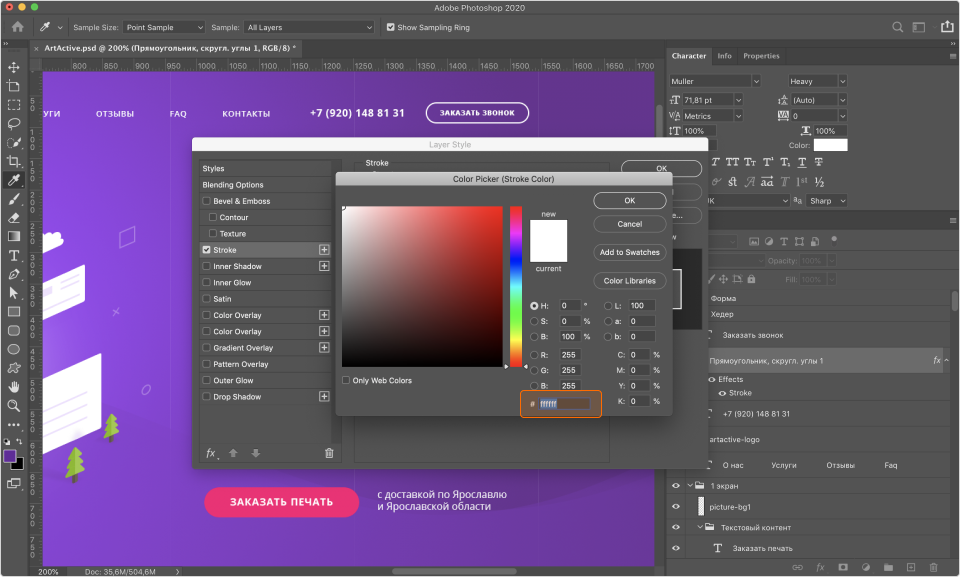 Adobe Photoshop 2020
Sample Size: Point Sample Sample: All Layers Show Sampling Ring
× ArtActive.psd @ 200% (Прямоугольник, скругл. углы 1, RGB/8) *
800 850 900 950 1000 1050 1100 1150 1200 1250 1300 1350 1400 1450 1500 1550 1600 1650 1700
УГИ ОТЗЫВЫ FAQ КОНТАКТЫ +7 (920) 148 81 31 ЗАКАЗАТЬ ЗВОНОК
Layer Style
Styles
Blending Options
Bevel & Emboss
Contour
Texture
Stroke
Inner Shadow
Inner Glow
Satin
Color Overlay
Color Overlay
Gradient Overlay
Pattern Overlay
Outer Glow
Drop Shadow
fx
Stroke
OK
Color Picker (Stroke Color)
new
current
OK
Cancel
Add to Swatches
Color Libraries
H: 0 ° L: 100
S: 0 % a: 0
B: 100 % b: 0
R: 255 C: 0 %
G: 255 M: 0 %
B: 255 Y: 0 %
# ffffff K: 0 %
Only Web Colors
ЗАКАЗАТЬ ПЕЧАТЬ
с доставкой по Ярославлю
и Ярославской области
200% Doc: 35,6M/504,6M
Character Info Properties
Muller Heavy
71,81 pt (Auto)
Metrics 0
100% 100%
Color:
Sharp
Opacity: 100%
Fill: 100%
Форма
Хедер
Заказать звонок
Прямоугольник, скругл. углы 1 fx
Effects
Stroke
+7 (920) 148 81 31
artactive-logo
О нас Услуги Отзывы Faq
1 экран
picture-bg1
Текстовый контент
T Заказать печать